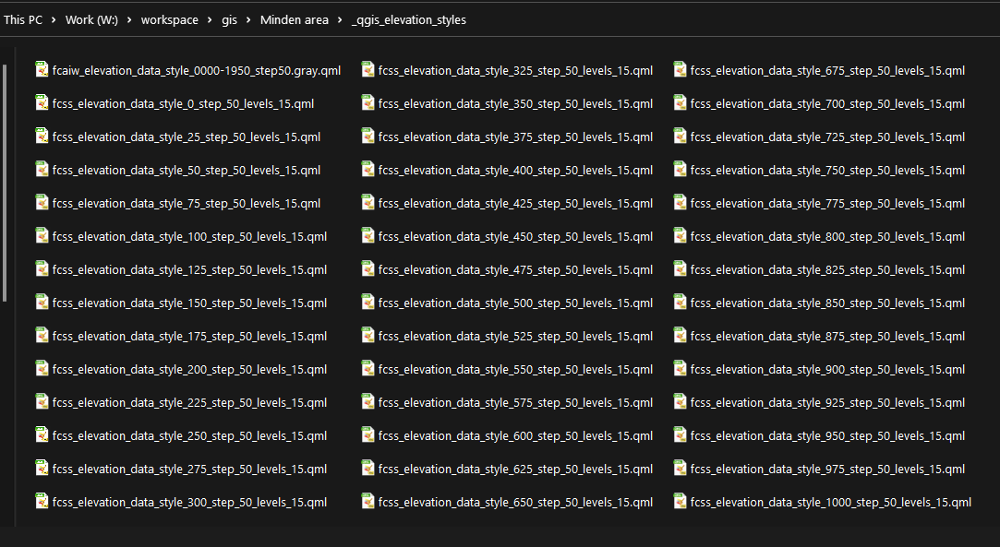 This PC > Work (W:) > workspace > gis > Minden area > _qgis_elevation_styles
fcaiw_elevation_data_style_0000-1950_step50.gray.qml
fcss_elevation_data_style_0_step_50_levels_15.qml
fcss_elevation_data_style_25_step_50_levels_15.qml
fcss_elevation_data_style_50_step_50_levels_15.qml
fcss_elevation_data_style_75_step_50_levels_15.qml
fcss_elevation_data_style_100_step_50_levels_15.qml
fcss_elevation_data_style_125_step_50_levels_15.qml
fcss_elevation_data_style_150_step_50_levels_15.qml
fcss_elevation_data_style_175_step_50_levels_15.qml
fcss_elevation_data_style_200_step_50_levels_15.qml
fcss_elevation_data_style_225_step_50_levels_15.qml
fcss_elevation_data_style_250_step_50_levels_15.qml
fcss_elevation_data_style_275_step_50_levels_15.qml
fcss_elevation_data_style_300_step_50_levels_15.qml
fcss_elevation_data_style_325_step_50_levels_15.qml
fcss_elevation_data_style_350_step_50_levels_15.qml
fcss_elevation_data_style_375_step_50_levels_15.qml
fcss_elevation_data_style_400_step_50_levels_15.qml
fcss_elevation_data_style_425_step_50_levels_15.qml
fcss_elevation_data_style_450_step_50_levels_15.qml
fcss_elevation_data_style_475_step_50_levels_15.qml
fcss_elevation_data_style_500_step_50_levels_15.qml
fcss_elevation_data_style_525_step_50_levels_15.qml
fcss_elevation_data_style_550_step_50_levels_15.qml
fcss_elevation_data_style_575_step_50_levels_15.qml
fcss_elevation_data_style_600_step_50_levels_15.qml
fcss_elevation_data_style_625_step_50_levels_15.qml
fcss_elevation_data_style_650_step_50_levels_15.qml
fcss_elevation_data_style_675_step_50_levels_15.qml
fcss_elevation_data_style_700_step_50_levels_15.qml
fcss_elevation_data_style_725_step_50_levels_15.qml
fcss_elevation_data_style_750_step_50_levels_15.qml
fcss_elevation_data_style_775_step_50_levels_15.qml
fcss_elevation_data_style_800_step_50_levels_15.qml
fcss_elevation_data_style_825_step_50_levels_15.qml
fcss_elevation_data_style_850_step_50_levels_15.qml
fcss_elevation_data_style_875_step_50_levels_15.qml
fcss_elevation_data_style_900_step_50_levels_15.qml
fcss_elevation_data_style_925_step_50_levels_15.qml
fcss_elevation_data_style_950_step_50_levels_15.qml
fcss_elevation_data_style_975_step_50_levels_15.qml
fcss_elevation_data_style_1000_step_50_levels_15.qml